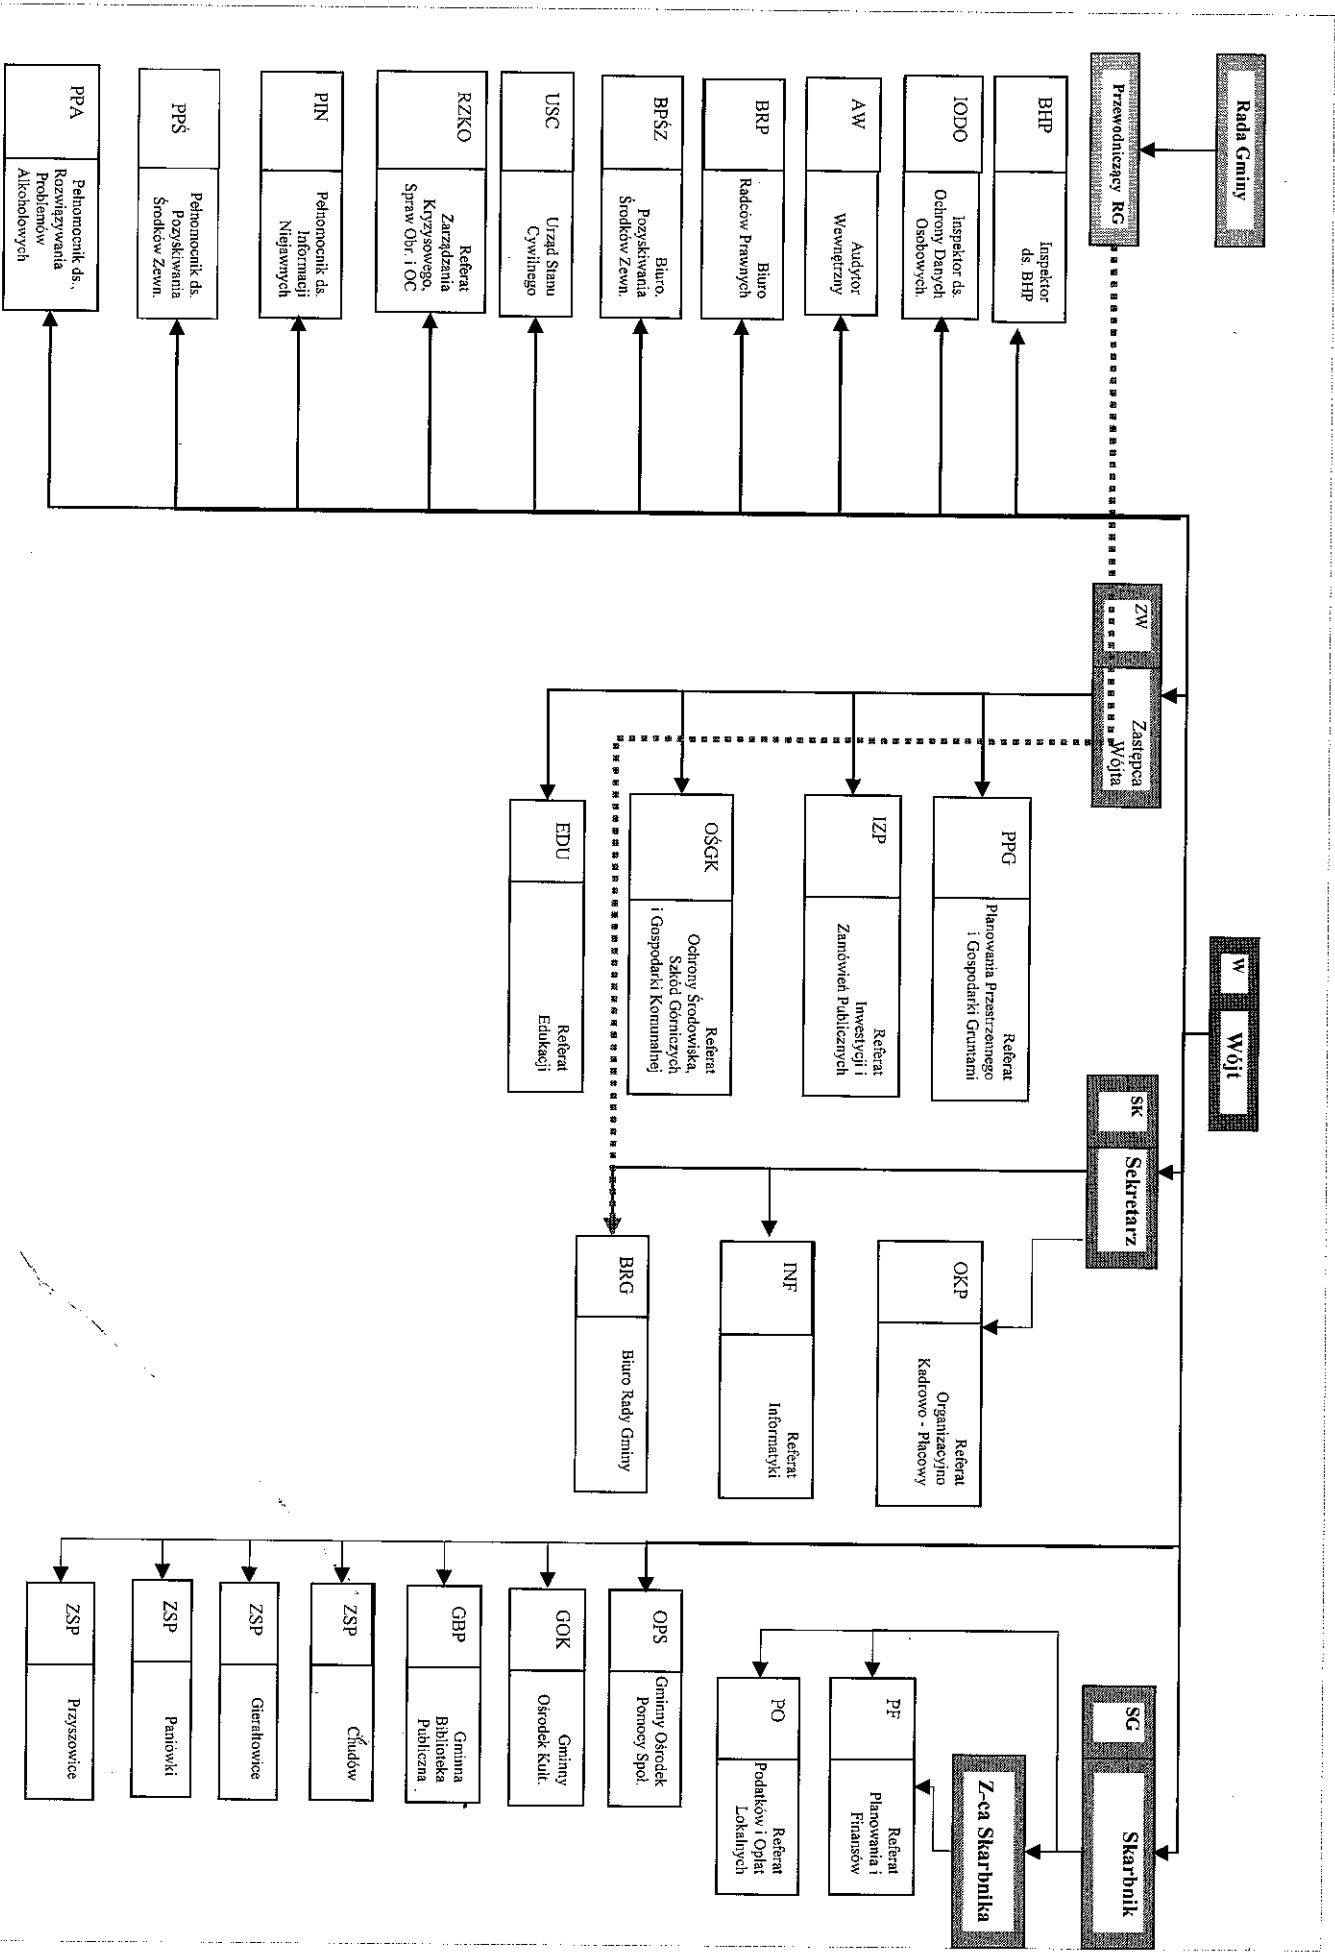 Rada Gminy
Przewodniczący RG
BHP
Inspektor
ds. BHP
IODO
Inspektor ds.
Ochrony Danych
Osobowych.
AW
Audytor
Wewnętrzny
BRP
Biuro
Radców Prawnych
BPŚZ
Biuro.
Pozyskiwania
Środków Zewn.
USC
Urząd Stanu
Cywilnego
RZKO
Referat
Zarządzania
Kryzysowego,
Spraw Obr. i OC
PIN
Pełnomocnik ds.
Informacji
Niejawnych
PPŚ
Pełnomocnik ds.
Pozyskiwania
Środków Zewn.
PPA
Pełnomocnik ds.,
Rozwiązywania
Problemów
Alkoholowych
W
Wójt
ZW
Zastępca
Wójta
PPG
Referat
Planowania Przestrzennego
i Gospodarki Gruntami
IZP
Referat
Inwestycji i
Zamówień Publicznych
OŚGK
Referat
Ochrony Środowiska,
Szkód Górniczych
i Gospodarki Komunalnej
EDU
Referat
Edukacji
SK
Sekretarz
OKP
Referat
Organizacyjno
Kadrowo - Płacowy
INF
Referat
Informatyki
BRG
Biuro Rady Gminy
SG
Skarbnik
Z-ca Skarbnika
PF
Referat
Planowania i
Finansów
PO
Referat
Podatków i Opłat
Lokalnych
OPS
Gminny Ośrodek
Pomocy Społ.
GOK
Gminny
Ośrodek Kult.
GBP
Gminna
Biblioteka
Publiczna
ZSP
Chudów
ZSP
Gierałtowice
ZSP
Paniówki
ZSP
Przyszowice